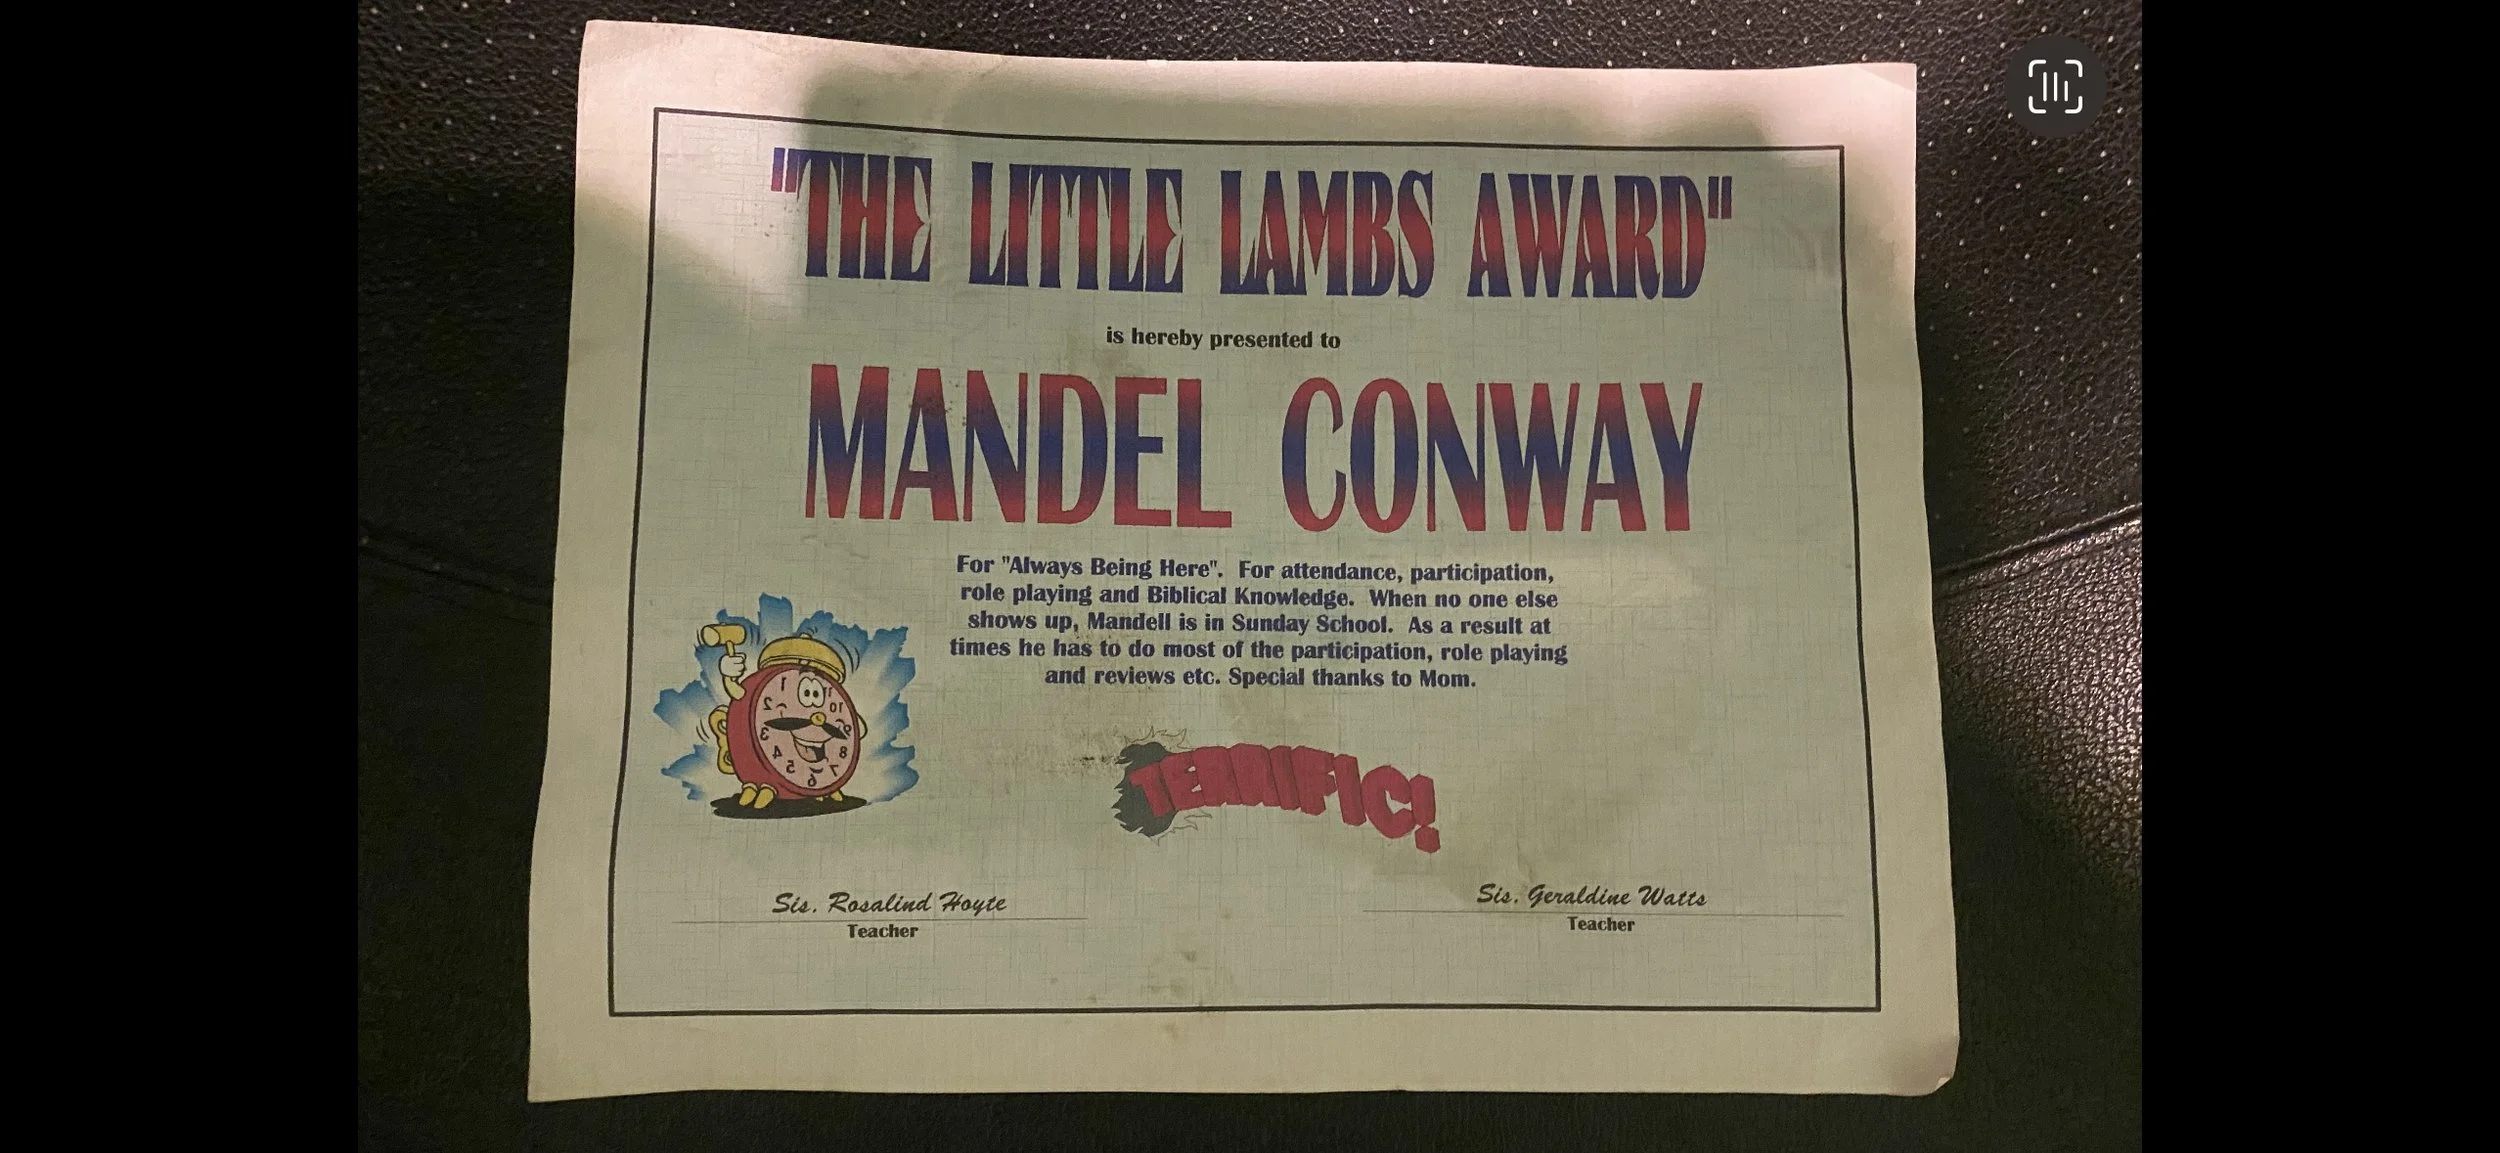 "THE LITTLE LAMBS AWARD"
is hereby presented to
MANDEL CONWAY
For "Always Being Here". For attendance, participation,
role playing and Biblical Knowledge. When no one else
shows up, Mandell is in Sunday School. As a result at
times he has to do most of the participation, role playing
and reviews etc. Special thanks to Mom.
TERRIFIC!
Sis. Rosalind Hoyte
Teacher
Sis. Geraldine Watts
Teacher